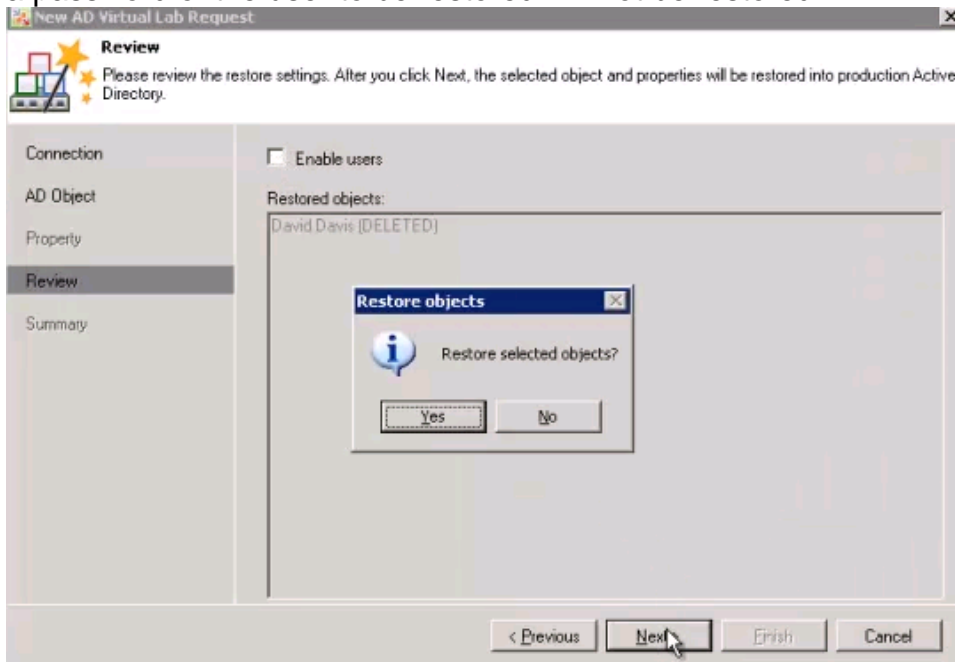 New AD Virtual Lab Request
Review
Please review the restore settings. After you click Next, the selected object and properties will be restored into production Active
Directory.
Connection
AD Object
Property
Review
Summary
Enable users
Restored objects:
David Davis (DELETED)
Restore objects
Restore selected objects?
Yes
No
< Previous
Next
Finish
Cancel